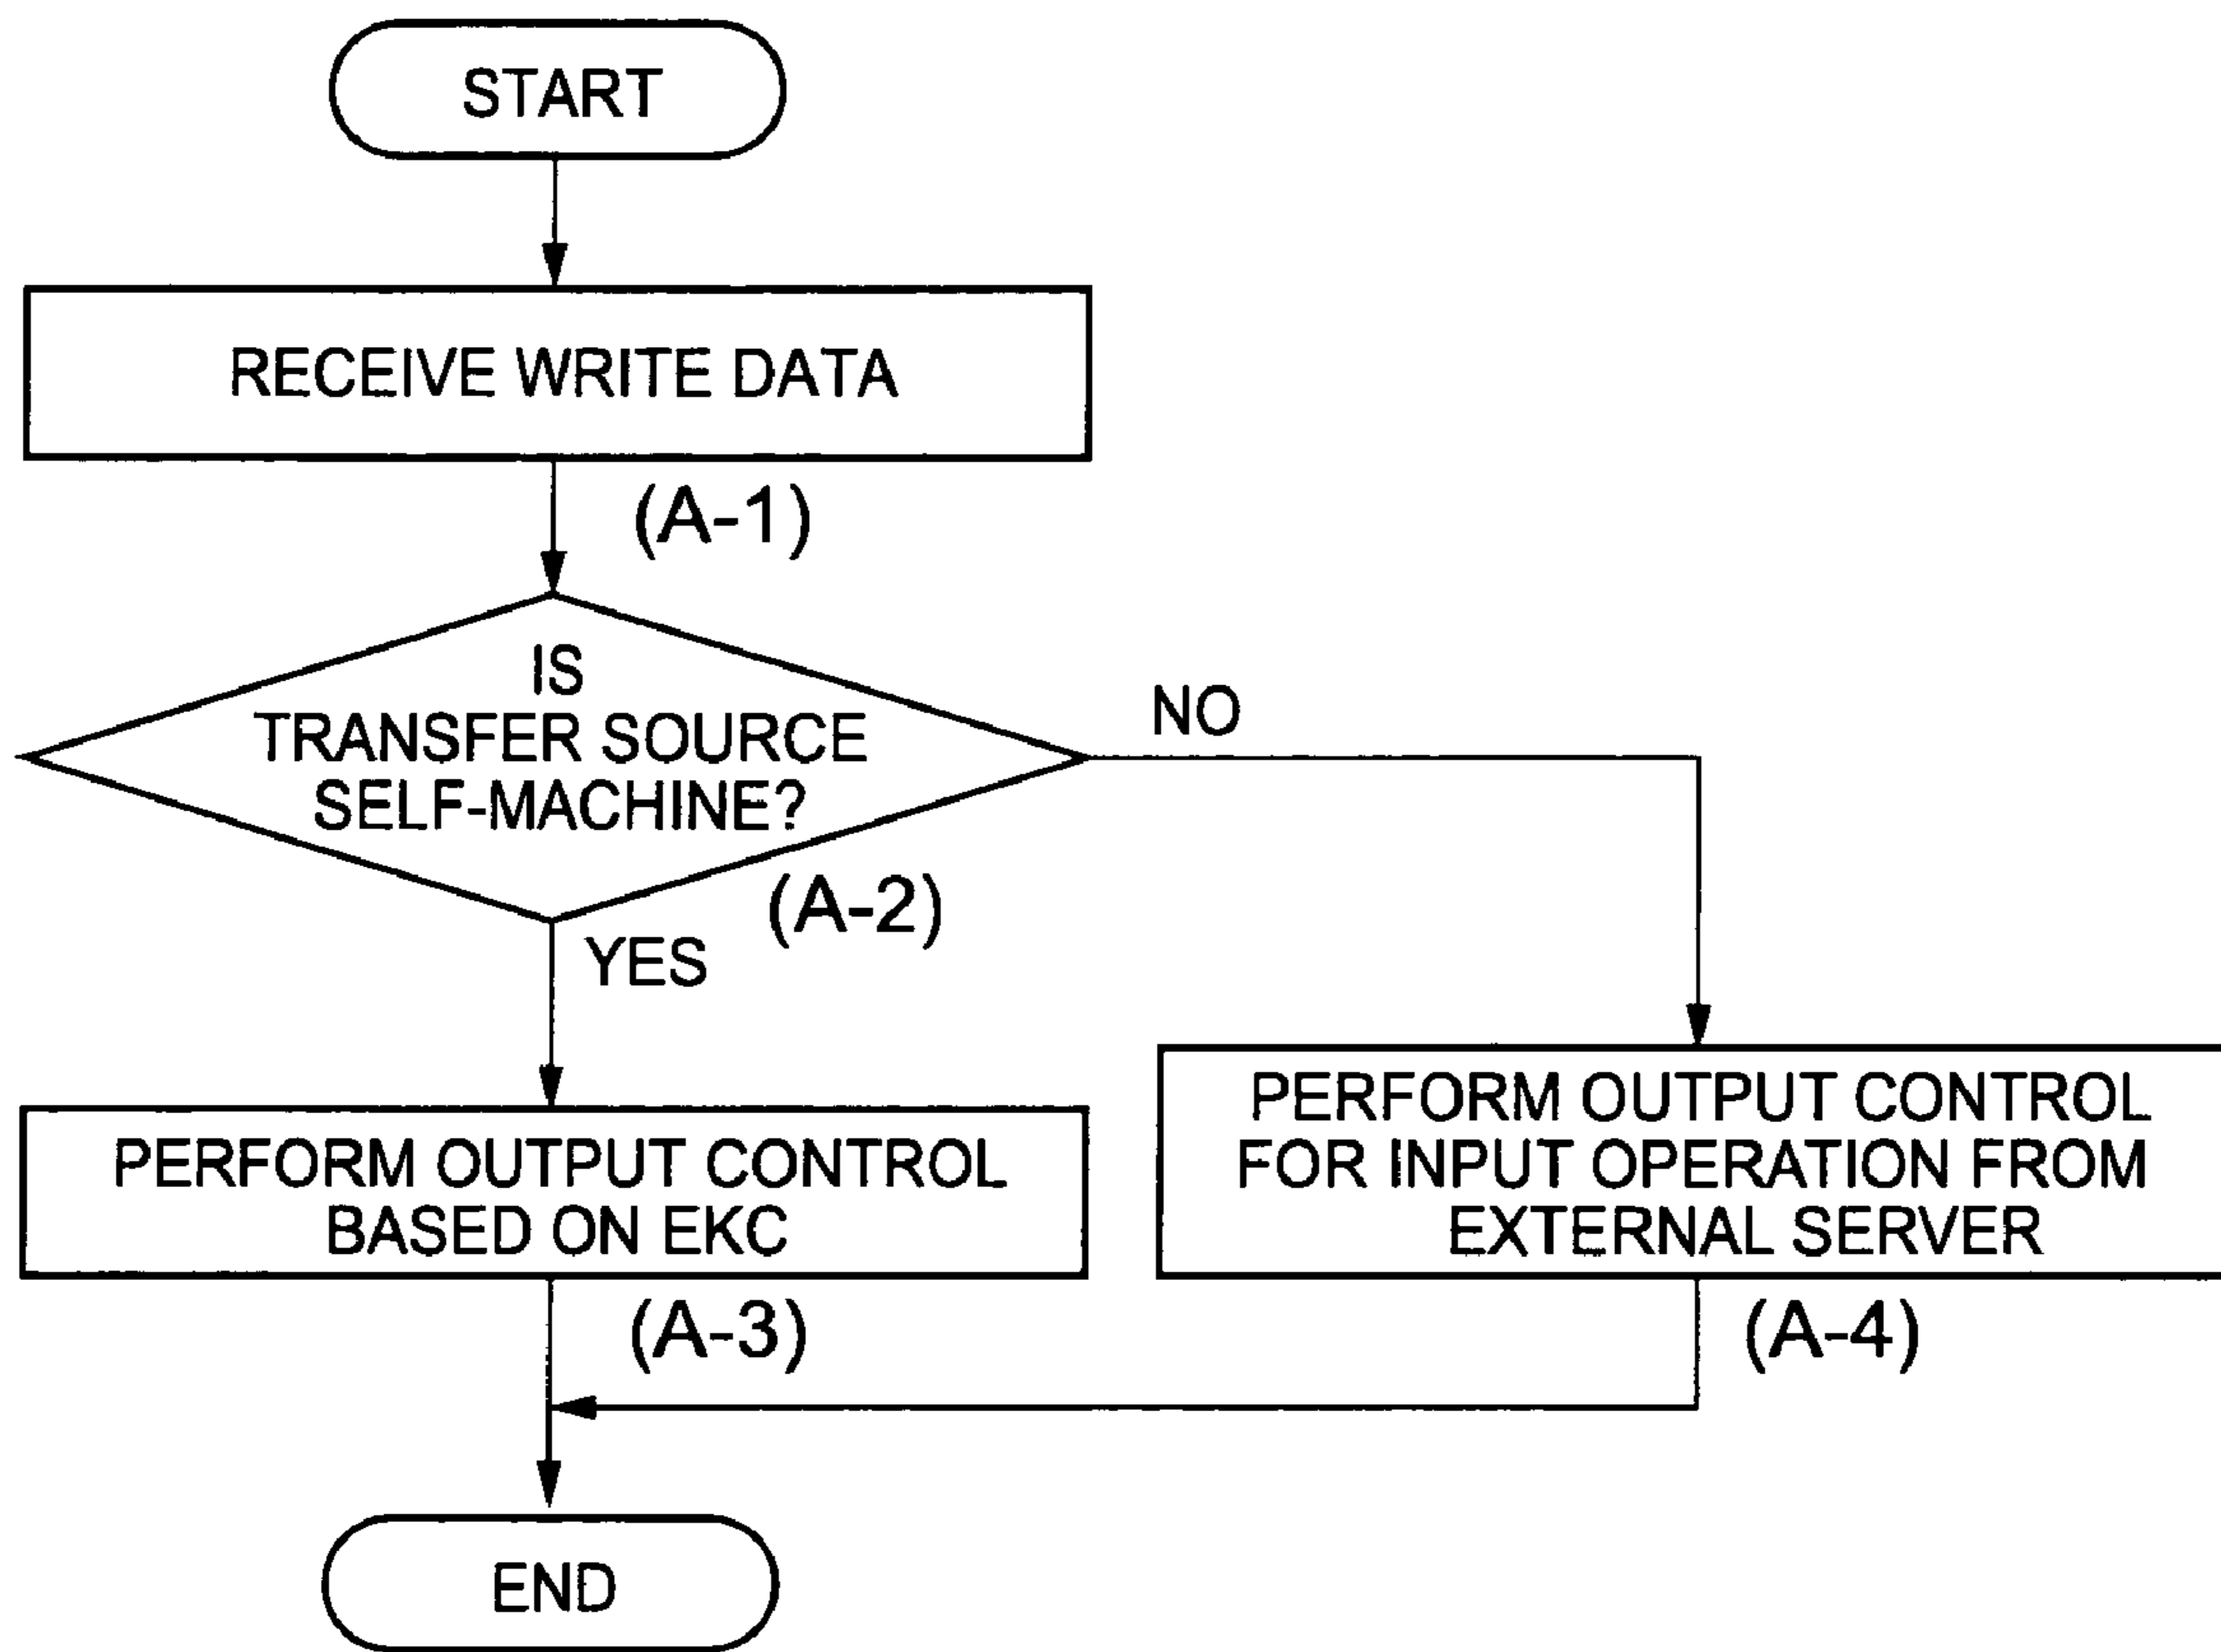 START
RECEIVE WRITE DATA
(A-1)
IS
TRANSFER SOURCE
SELF-MACHINE?
NO
(A-2)
YES
PERFORM OUTPUT CONTROL
BASED ON EKC
(A-3)
PERFORM OUTPUT CONTROL
FOR INPUT OPERATION FROM
EXTERNAL SERVER
(A-4)
END